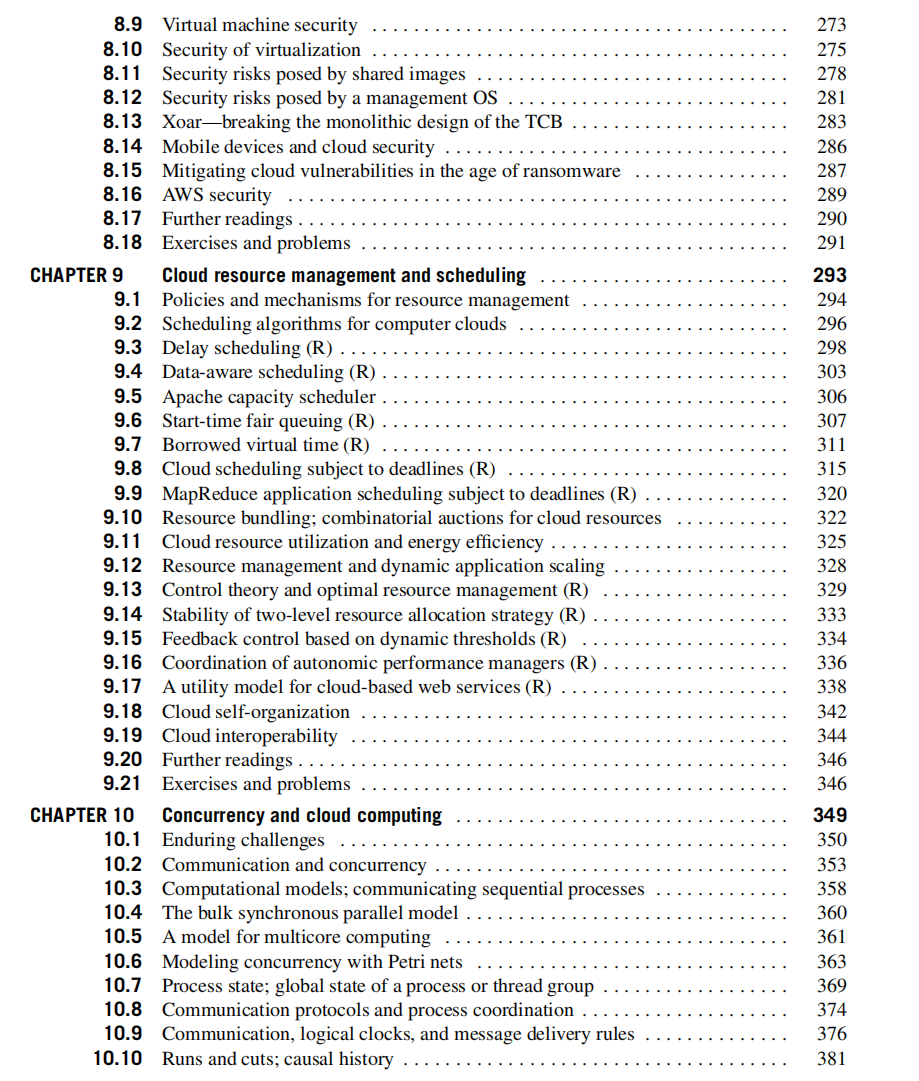 8.9 Virtual machine security . . . . . . . . . . . . . . . . . . . . . . . . . . . . . . . . . . . . . . . 273
8.10 Security of virtualization . . . . . . . . . . . . . . . . . . . . . . . . . . . . . . . . . . . . . . . 275
8.11 Security risks posed by shared images . . . . . . . . . . . . . . . . . . . . . . . . . . . . . 278
8.12 Security risks posed by a management OS . . . . . . . . . . . . . . . . . . . . . . . . . . 281
8.13 Xoar—breaking the monolithic design of the TCB . . . . . . . . . . . . . . . . . . . . 283
8.14 Mobile devices and cloud security . . . . . . . . . . . . . . . . . . . . . . . . . . . . . . . . 286
8.15 Mitigating cloud vulnerabilities in the age of ransomware . . . . . . . . . . . . . . 287
8.16 AWS security . . . . . . . . . . . . . . . . . . . . . . . . . . . . . . . . . . . . . . . . . . . . . . 289
8.17 Further readings . . . . . . . . . . . . . . . . . . . . . . . . . . . . . . . . . . . . . . . . . . . . 290
8.18 Exercises and problems . . . . . . . . . . . . . . . . . . . . . . . . . . . . . . . . . . . . . . . 291
CHAPTER 9 Cloud resource management and scheduling . . . . . . . . . . . . . . . . . . . . . . . 293
9.1 Policies and mechanisms for resource management . . . . . . . . . . . . . . . . . . . 294
9.2 Scheduling algorithms for computer clouds . . . . . . . . . . . . . . . . . . . . . . . . . 296
9.3 Delay scheduling (R) . . . . . . . . . . . . . . . . . . . . . . . . . . . . . . . . . . . . . . . . . 298
9.4 Data-aware scheduling (R) . . . . . . . . . . . . . . . . . . . . . . . . . . . . . . . . . . . . . 303
9.5 Apache capacity scheduler . . . . . . . . . . . . . . . . . . . . . . . . . . . . . . . . . . . . . 306
9.6 Start-time fair queuing (R) . . . . . . . . . . . . . . . . . . . . . . . . . . . . . . . . . . . . . 307
9.7 Borrowed virtual time (R) . . . . . . . . . . . . . . . . . . . . . . . . . . . . . . . . . . . . . 311
9.8 Cloud scheduling subject to deadlines (R) . . . . . . . . . . . . . . . . . . . . . . . . . . 315
9.9 MapReduce application scheduling subject to deadlines (R) . . . . . . . . . . . . . 320
9.10 Resource bundling; combinatorial auctions for cloud resources . . . . . . . . . . . 322
9.11 Cloud resource utilization and energy efficiency . . . . . . . . . . . . . . . . . . . . . . 325
9.12 Resource management and dynamic application scaling . . . . . . . . . . . . . . . . 328
9.13 Control theory and optimal resource management (R) . . . . . . . . . . . . . . . . . 329
9.14 Stability of two-level resource allocation strategy (R) . . . . . . . . . . . . . . . . . . 333
9.15 Feedback control based on dynamic thresholds (R) . . . . . . . . . . . . . . . . . . . 334
9.16 Coordination of autonomic performance managers (R) . . . . . . . . . . . . . . . . . 336
9.17 A utility model for cloud-based web services (R) . . . . . . . . . . . . . . . . . . . . . 338
9.18 Cloud self-organization . . . . . . . . . . . . . . . . . . . . . . . . . . . . . . . . . . . . . . . 342
9.19 Cloud interoperability . . . . . . . . . . . . . . . . . . . . . . . . . . . . . . . . . . . . . . . . 344
9.20 Further readings . . . . . . . . . . . . . . . . . . . . . . . . . . . . . . . . . . . . . . . . . . . . 346
9.21 Exercises and problems . . . . . . . . . . . . . . . . . . . . . . . . . . . . . . . . . . . . . . . 346
CHAPTER 10 Concurrency and cloud computing . . . . . . . . . . . . . . . . . . . . . . . . . . . . . . 349
10.1 Enduring challenges . . . . . . . . . . . . . . . . . . . . . . . . . . . . . . . . . . . . . . . . . 350
10.2 Communication and concurrency . . . . . . . . . . . . . . . . . . . . . . . . . . . . . . . . 353
10.3 Computational models; communicating sequential processes . . . . . . . . . . . . 358
10.4 The bulk synchronous parallel model . . . . . . . . . . . . . . . . . . . . . . . . . . . . . 360
10.5 A model for multicore computing . . . . . . . . . . . . . . . . . . . . . . . . . . . . . . . . 361
10.6 Modeling concurrency with Petri nets . . . . . . . . . . . . . . . . . . . . . . . . . . . . . 363
10.7 Process state; global state of a process or thread group . . . . . . . . . . . . . . . . . 369
10.8 Communication protocols and process coordination . . . . . . . . . . . . . . . . . . . 374
10.9 Communication, logical clocks, and message delivery rules . . . . . . . . . . . . . 376
10.10 Runs and cuts; causal history . . . . . . . . . . . . . . . . . . . . . . . . . . . . . . . . . . . 381